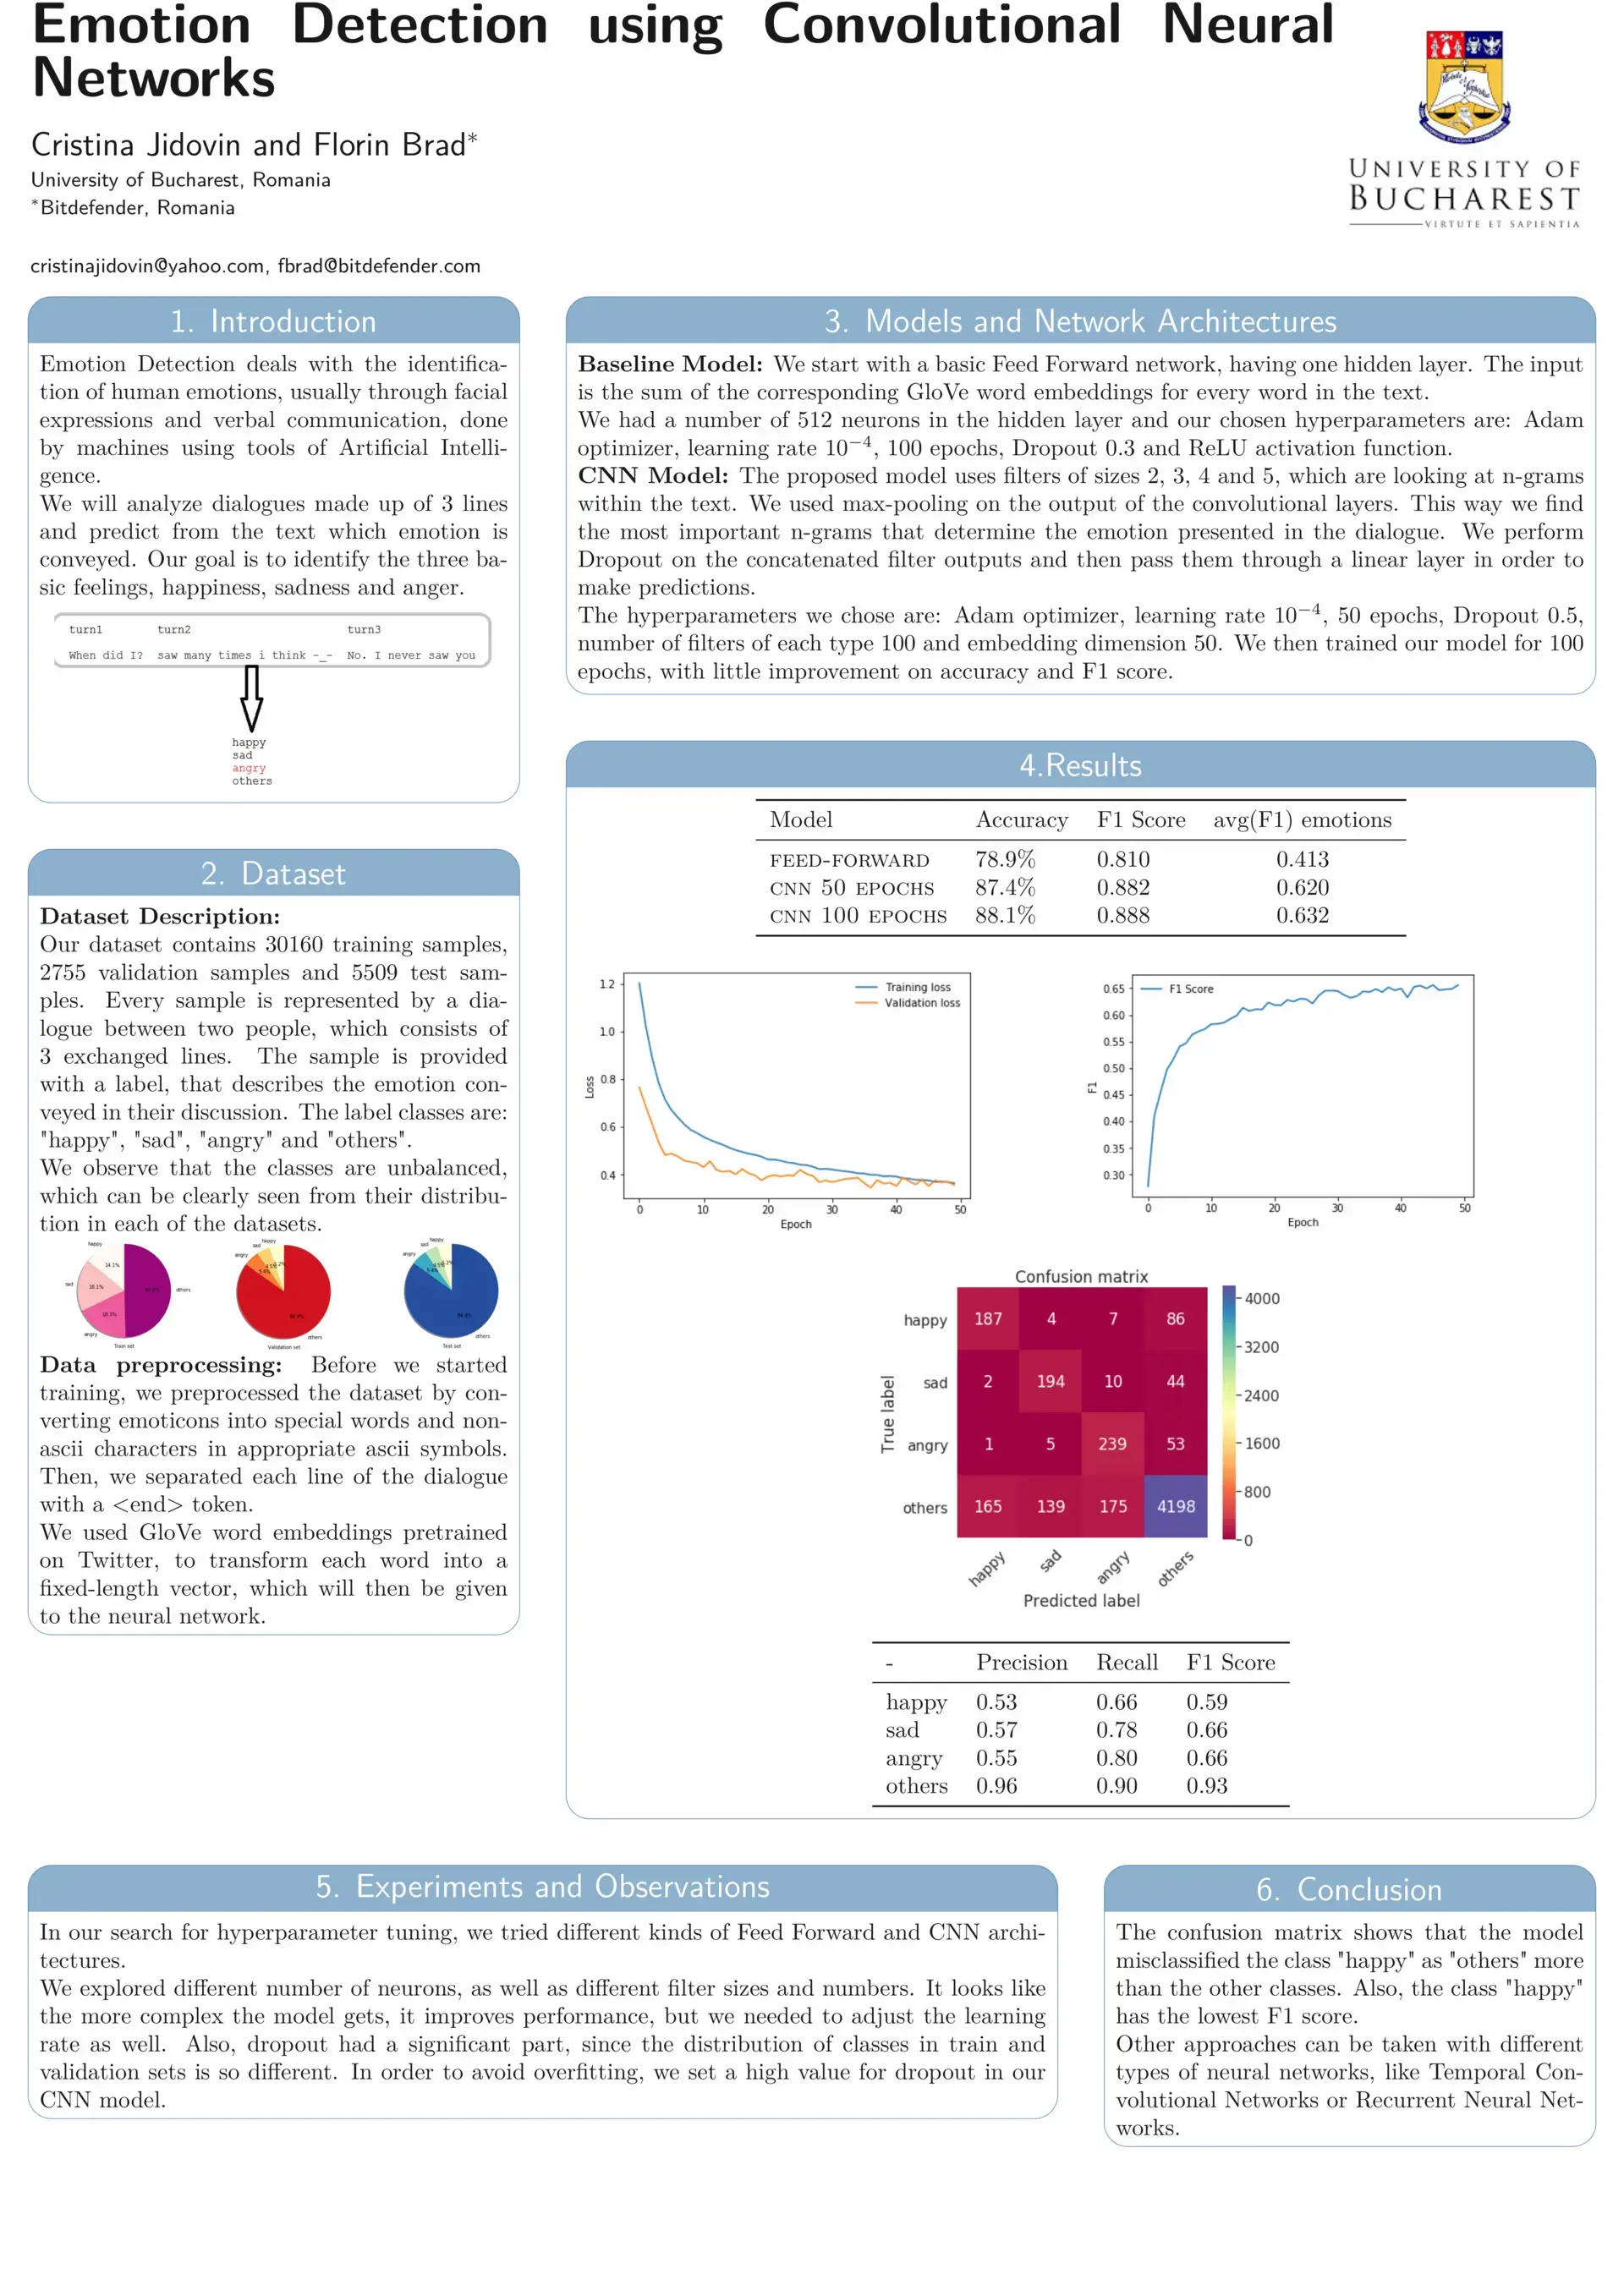 Emotion Detection using Convolutional Neural
Networks
Cristina Jidovin and Florin Brad*
University of Bucharest, Romania
*Bitdefender, Romania
cristinajidovin@yahoo.com, fbrad@bitdefender.com
UNIVERSITY OF
BUCHAREST
VIRTUTE ET SAPIENTIA
1. Introduction
Emotion Detection deals with the identifica-
tion of human emotions, usually through facial
expressions and verbal communication, done
by machines using tools of Artificial Intelli-
gence.
We will analyze dialogues made up of 3 lines
and predict from the text which emotion is
conveyed. Our goal is to identify the three ba-
sic feelings, happiness, sadness and anger.
turn1 turn2 turn3
When did I? saw many times i think -_- No. I never saw you
happy
sad
angry
others
2. Dataset
Dataset Description:
Our dataset contains 30160 training samples,
2755 validation samples and 5509 test sam-
ples. Every sample is represented by a dia-
logue between two people, which consists of
3 exchanged lines. The sample is provided
with a label, that describes the emotion con-
veyed in their discussion. The label classes are:
"happy", "sad", "angry" and "others".
We observe that the classes are unbalanced,
which can be clearly seen from their distribu-
tion in each of the datasets.
happy
14.1%
sad
18.1%
others
18.3%
angry
Train set
happy
sad
angry
others
Validation set
happy
sad
angry
others
Test set
Data preprocessing: Before we started
training, we preprocessed the dataset by con-
verting emoticons into special words and non-
ascii characters in appropriate ascii symbols.
Then, we separated each line of the dialogue
with a <end> token.
We used GloVe word embeddings pretrained
on Twitter, to transform each word into a
fixed-length vector, which will then be given
to the neural network.
3. Models and Network Architectures
Baseline Model: We start with a basic Feed Forward network, having one hidden layer. The input
is the sum of the corresponding GloVe word embeddings for every word in the text.
We had a number of 512 neurons in the hidden layer and our chosen hyperparameters are: Adam
optimizer, learning rate 10⁻⁴, 100 epochs, Dropout 0.3 and ReLU activation function.
CNN Model: The proposed model uses filters of sizes 2, 3, 4 and 5, which are looking at n-grams
within the text. We used max-pooling on the output of the convolutional layers. This way we find
the most important n-grams that determine the emotion presented in the dialogue. We perform
Dropout on the concatenated filter outputs and then pass them through a linear layer in order to
make predictions.
The hyperparameters we chose are: Adam optimizer, learning rate 10⁻⁴, 50 epochs, Dropout 0.5,
number of filters of each type 100 and embedding dimension 50. We then trained our model for 100
epochs, with little improvement on accuracy and F1 score.
4.Results
Model Accuracy F1 Score avg(F1) emotions
FEED-FORWARD 78.9% 0.810 0.413
CNN 50 EPOCHS 87.4% 0.882 0.620
CNN 100 EPOCHS 88.1% 0.888 0.632
Training loss
Validation loss
1.2
1.0
0.8
0.6
0.4
Loss
0 10 20 30 40 50
Epoch
F1 Score
0.65
0.60
0.55
0.50
0.45
0.40
0.35
0.30
F1
0 10 20 30 40 50
Epoch
Confusion matrix
happy 187 4 7 86
sad 2 194 10 44
angry 1 5 239 53
others 165 139 175 4198
True label
happy sad angry others
Predicted label
4000
3200
2400
1600
800
0
- Precision Recall F1 Score
happy 0.53 0.66 0.59
sad 0.57 0.78 0.66
angry 0.55 0.80 0.66
others 0.96 0.90 0.93
5. Experiments and Observations
In our search for hyperparameter tuning, we tried different kinds of Feed Forward and CNN archi-
tectures.
We explored different number of neurons, as well as different filter sizes and numbers. It looks like
the more complex the model gets, it improves performance, but we needed to adjust the learning
rate as well. Also, dropout had a significant part, since the distribution of classes in train and
validation sets is so different. In order to avoid overfitting, we set a high value for dropout in our
CNN model.
6. Conclusion
The confusion matrix shows that the model
misclassified the class "happy" as "others" more
than the other classes. Also, the class "happy"
has the lowest F1 score.
Other approaches can be taken with different
types of neural networks, like Temporal Con-
volutional Networks or Recurrent Neural Net-
works.